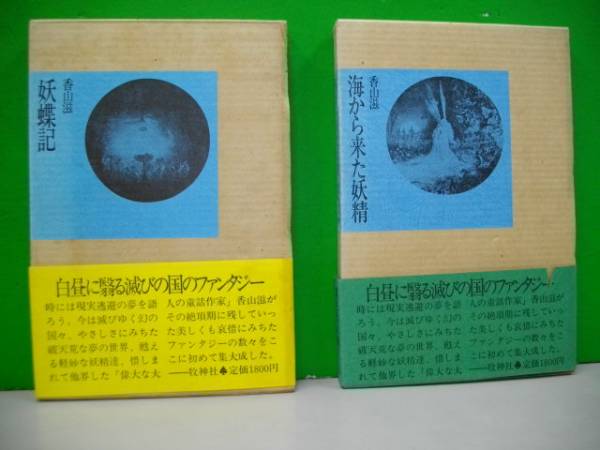 香山滋
妖蝶記
白昼に翳る滅びの国のファンタジー
時には現実逃避の夢を語
ろう。今は滅びゆく幻の
国々、やさしさにみちた
破天荒な夢の世界、甦え
る軽妙な妖精達、惜しま
れて他界した「偉大な大
人の童話作家」香山滋が
その絶頂期に残していっ
た美しくも哀愔にみちた
ファンタジーの数々をこ
こに初めて集大成した。
──牧神社♠定価1800円
香山滋
海から来た妖精
白昼に翳る滅びの国のファンタジー
時には現実逃避の夢を語
ろう。今は滅びゆく幻の
国々、やさしさにみちた
破天荒な夢の世界、甦え
る軽妙な妖精達、惜しま
れて他界した「偉大な大
人の童話作家」香山滋が
その絶頂期に残していっ
た美しくも哀愔にみちた
ファンタジーの数々をこ
こに初めて集大成した。
──牧神社♠定価1800円